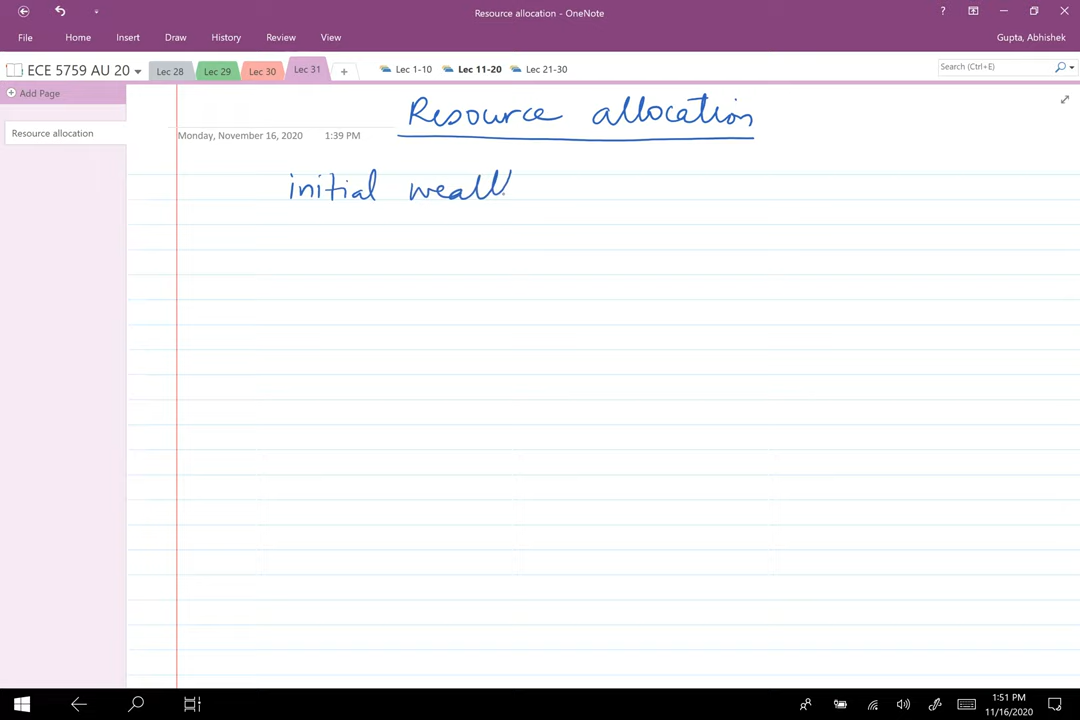 Resource allocation - OneNote
?
File Home Insert Draw History Review View
Gupta, Abhishek
ECE 5759 AU 20 Lec 28 Lec 29 Lec 30 Lec 31 + Lec 1-10 Lec 11-20 Lec 21-30
Search (Ctrl+E)
Add Page
Resource allocation
Resource allocation
Monday, November 16, 2020 1:39 PM
initial
1:51 PM
11/16/2020